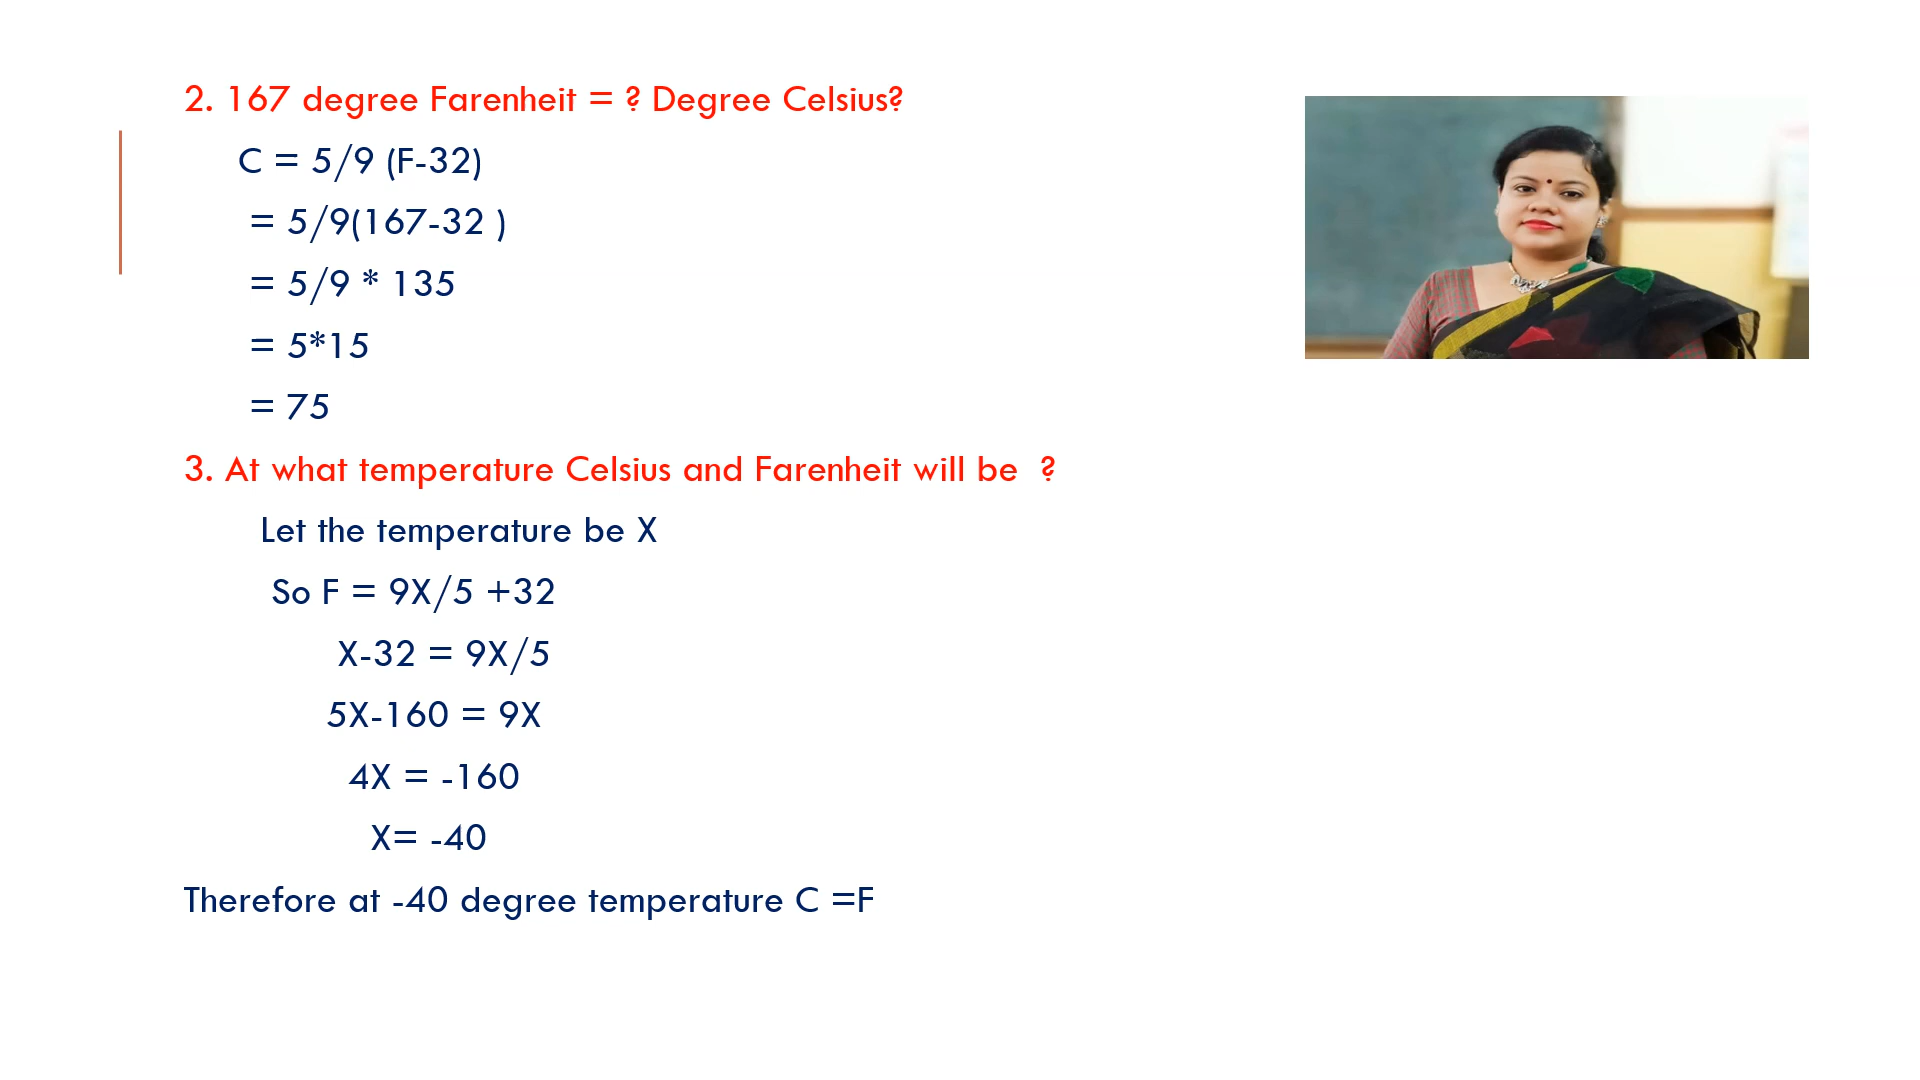 2. 167 degree Farenheit = ? Degree Celsius?
C = 5/9 (F-32)
= 5/9(167-32 )
= 5/9 * 135
= 5*15
= 75
3. At what temperature Celsius and Farenheit will be ?
Let the temperature be X
So F = 9X/5 +32
X-32 = 9X/5
5X-160 = 9X
4X = -160
X= -40
Therefore at -40 degree temperature C =F